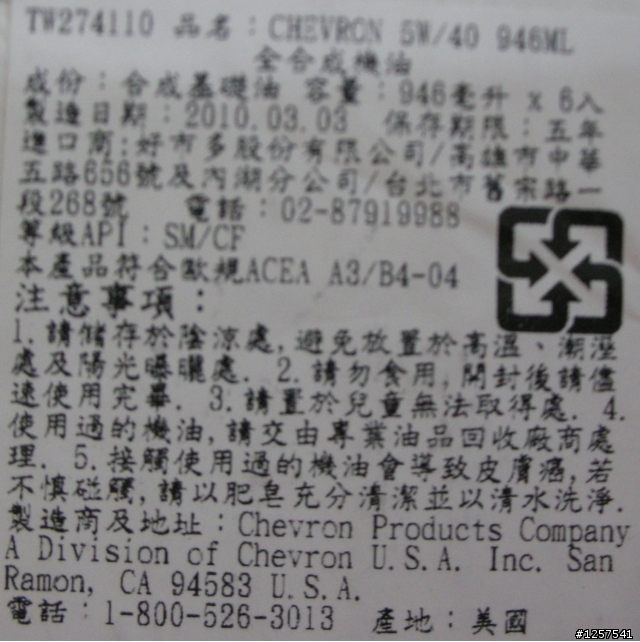 TW274110 品名：CHEVRON 5W/40 946ML
全合成機油
成份：合成基礎油 容量：946毫升 x 6入
製造日期：2010.03.03 保存期限：五年
進口商:好市多股份有限公司/高雄市中華
五路656號及內湖分公司/台北市舊宗路一
段268號 電話：02-87919988
等級API：SM/CF
本產品符合歐規ACEA A3/B4-04
注意事項：
1.請儲存於陰涼處,避免放置於高溫、潮溼
處及陽光曝曬處. 2.請勿食用,開封後請儘
速使用完畢. 3.請置於兒童無法取得處. 4.
使用過的機油,請交由專業油品回收廠商處
理. 5.接觸使用過的機油會導致皮膚癌,若
不慎碰觸,請以肥皂充分清潔並以清水洗淨.
製造商及地址：Chevron Products Company
A Division of Chevron U.S.A. Inc. San
Ramon, CA 94583 U.S.A.
電話：1-800-526-3013 產地：美國
#1257541